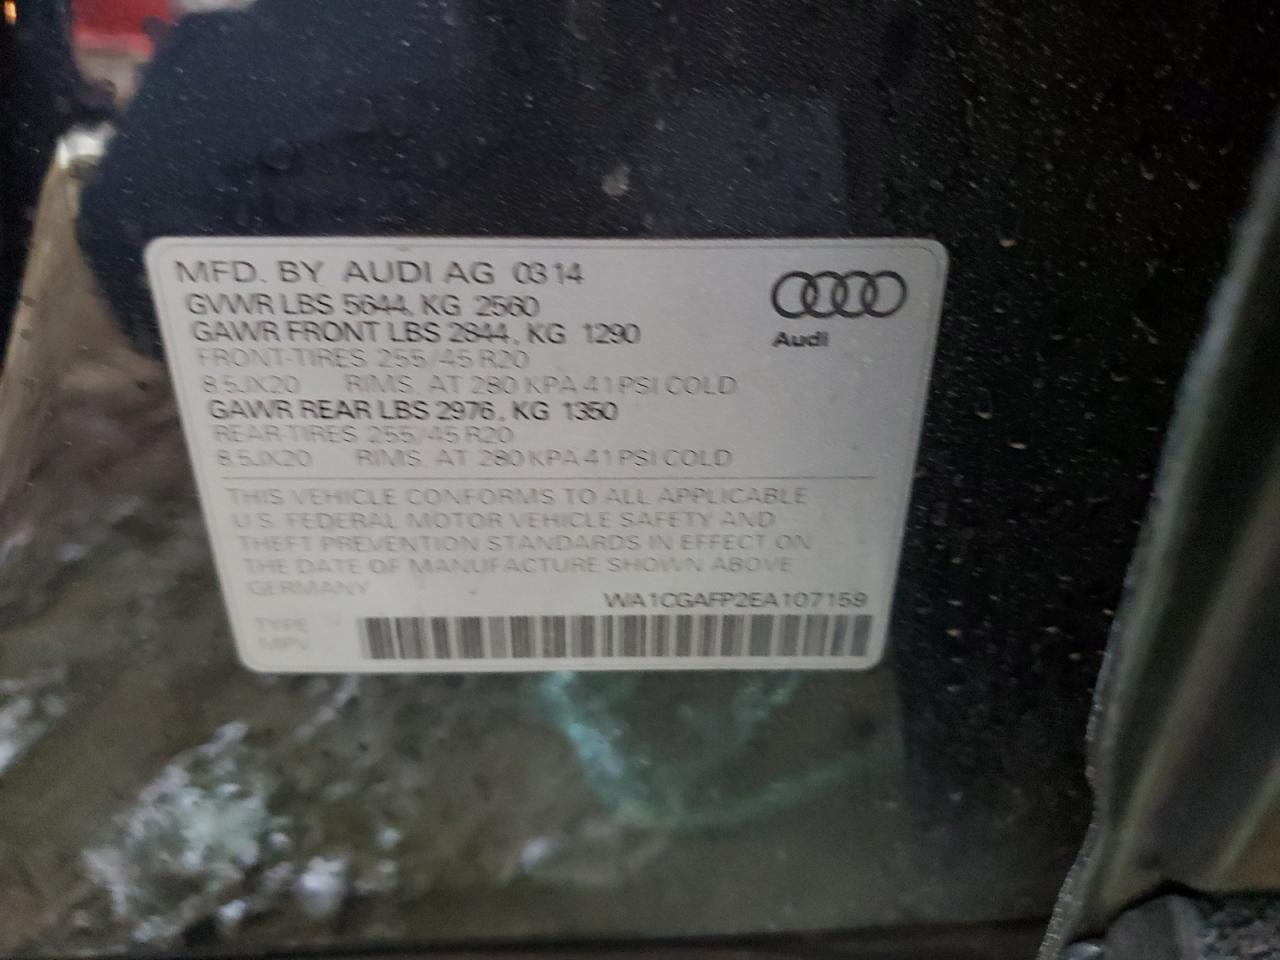 MFD. BY AUDI AG 0314
GVWR LBS 5644, KG 2560
GAWR FRONT LBS 2844, KG 1290
FRONT-TIRES 255/45 R20
8.5JX20 RIMS. AT 280 KPA 41 PSI COLD
GAWR REAR LBS 2976, KG 1350
REAR-TIRES 255/45 R20
8.5JX20 RIMS. AT 280 KPA 41 PSI COLD
Audi
THIS VEHICLE CONFORMS TO ALL APPLICABLE
U.S. FEDERAL MOTOR VEHICLE SAFETY AND
THEFT PREVENTION STANDARDS IN EFFECT ON
THE DATE OF MANUFACTURE SHOWN ABOVE
GERMANY
WA1CGAFP2EA107159
TYPE
MPV